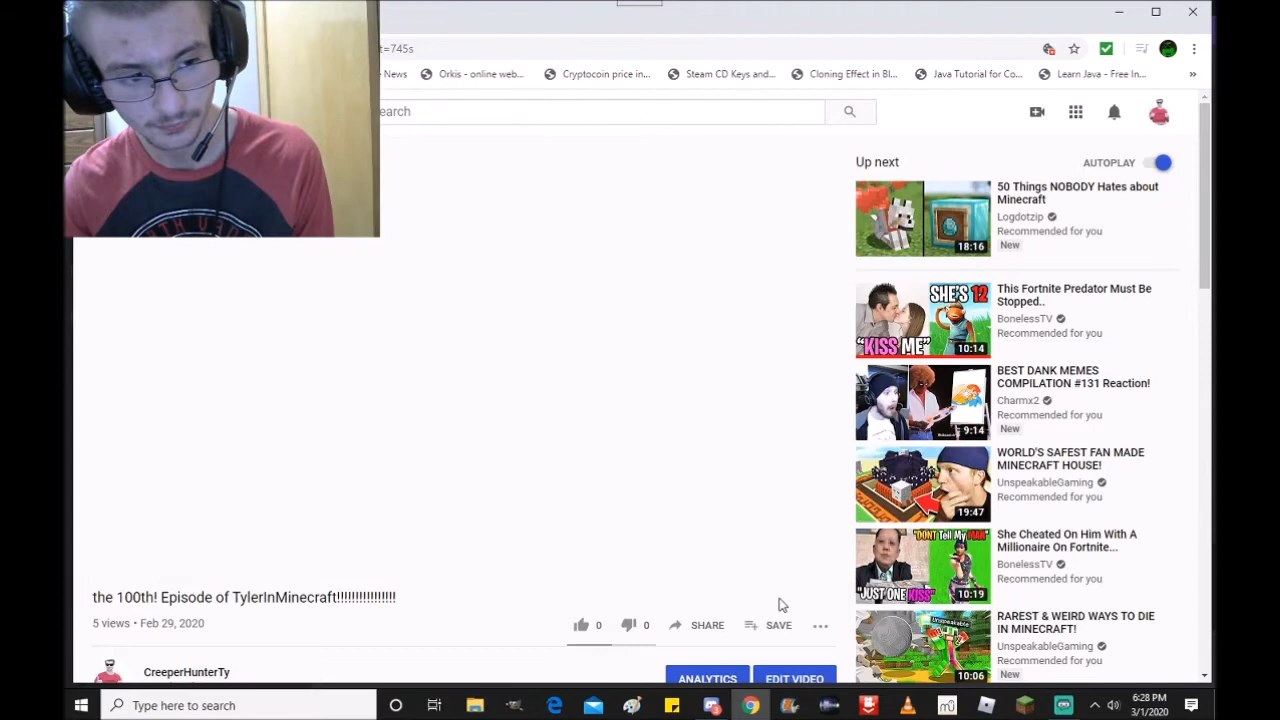 =745s
News
Orkis - online web...
Cryptocoin price in...
Steam CD Keys and...
Cloning Effect in Bl...
Java Tutorial for Co...
Learn Java - Free In...
»
earch
Up next
AUTOPLAY
50 Things NOBODY Hates about
Minecraft
Logdotzip
Recommended for you
New
18:16
SHE'S 12
"KISS ME"
10:14
This Fortnite Predator Must Be
Stopped..
BonelessTV
Recommended for you
BEST DANK MEMES
COMPILATION #131 Reaction!
Charmx2
Recommended for you
New
9:14
WORLD'S SAFEST FAN MADE
MINECRAFT HOUSE!
UnspeakableGaming
Recommended for you
19:47
"DONT Tell My MAN"
"JUST ONE KISS"
10:19
She Cheated On Him With A
Millionaire On Fortnite...
BonelessTV
Recommended for you
RAREST & WEIRD WAYS TO DIE
IN MINECRAFT!
UnspeakableGaming
Recommended for you
New
Unspeakable
10:06
the 100th! Episode of TylerInMinecraft!!!!!!!!!!!!!!!
5 views • Feb 29, 2020
0
0
SHARE
SAVE
CreeperHunterTy
ANALYTICS
EDIT VIDEO
Type here to search
6:28 PM
3/1/2020